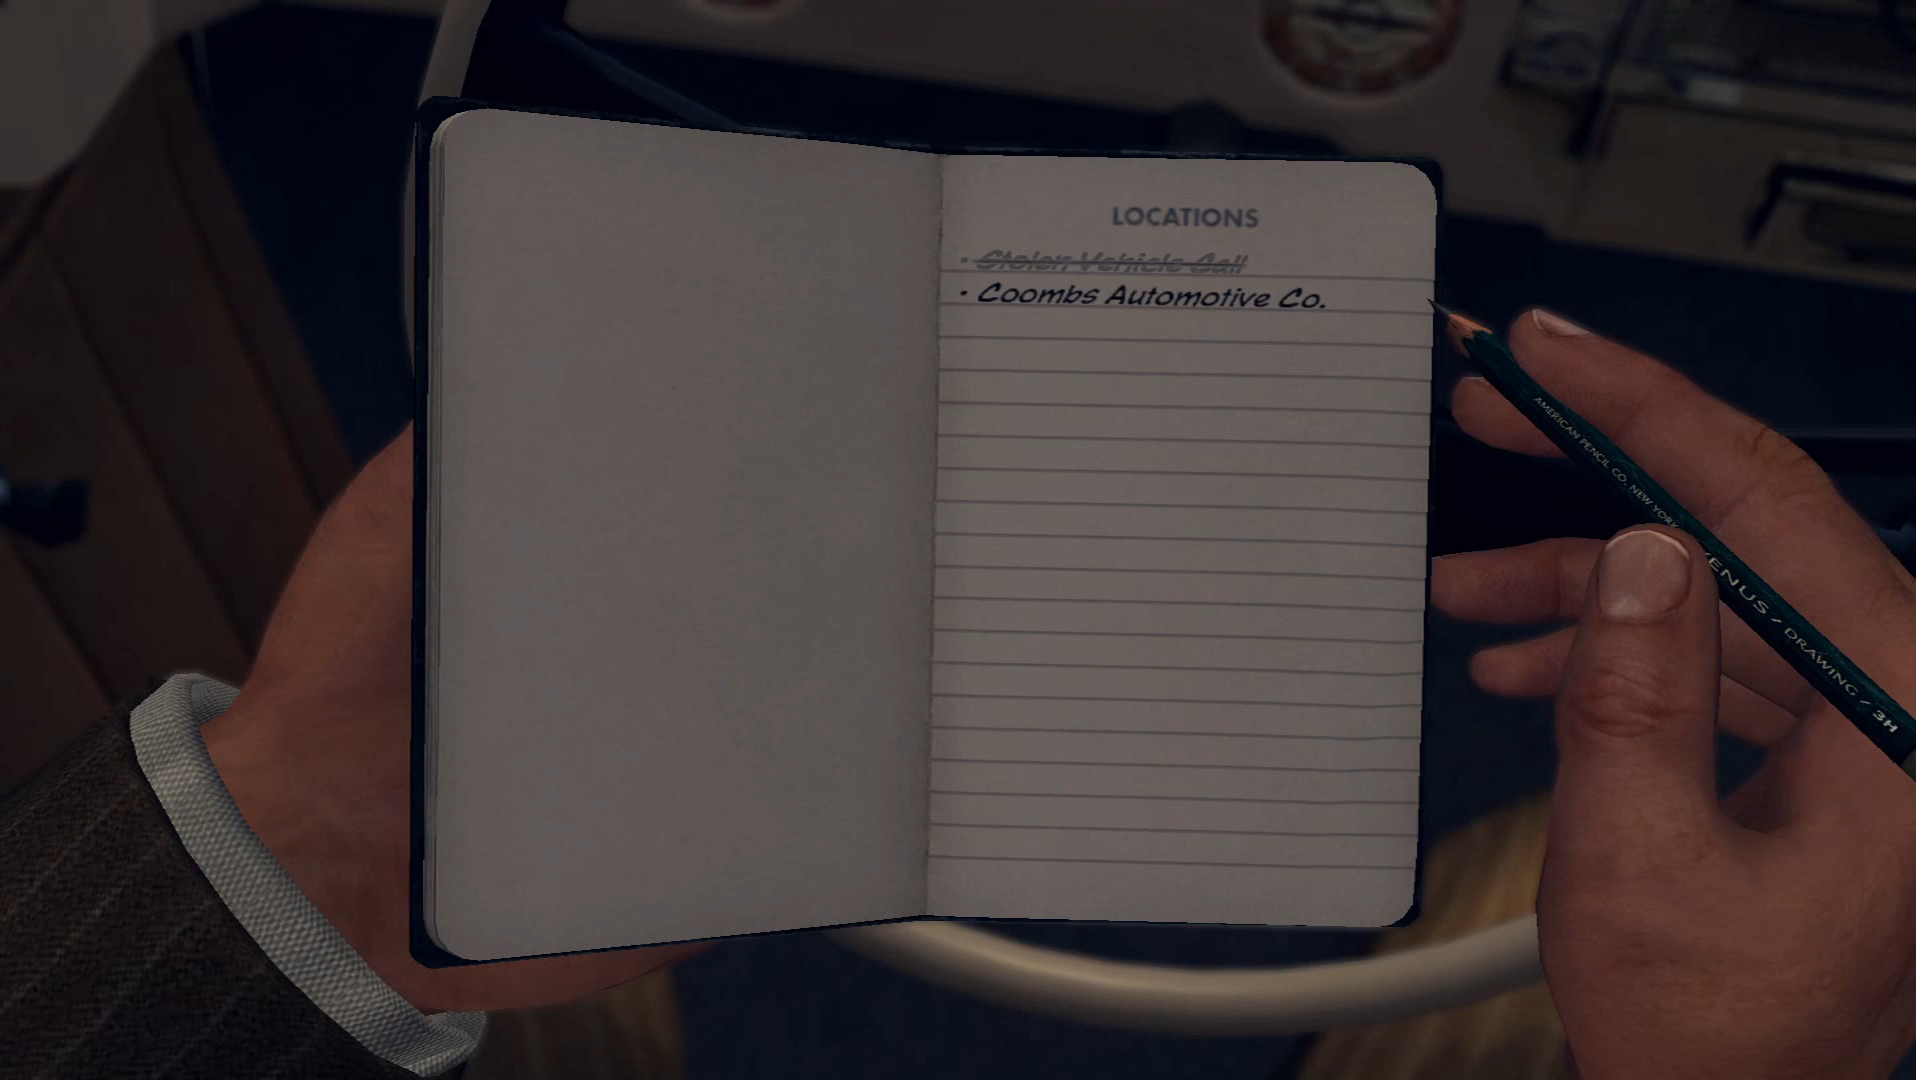 LOCATIONS
· Stolen Vehicle Call
· Coombs Automotive Co.
AMERICAN PENCIL CO. NEW YORK
VENUS / DRAWING / 3H